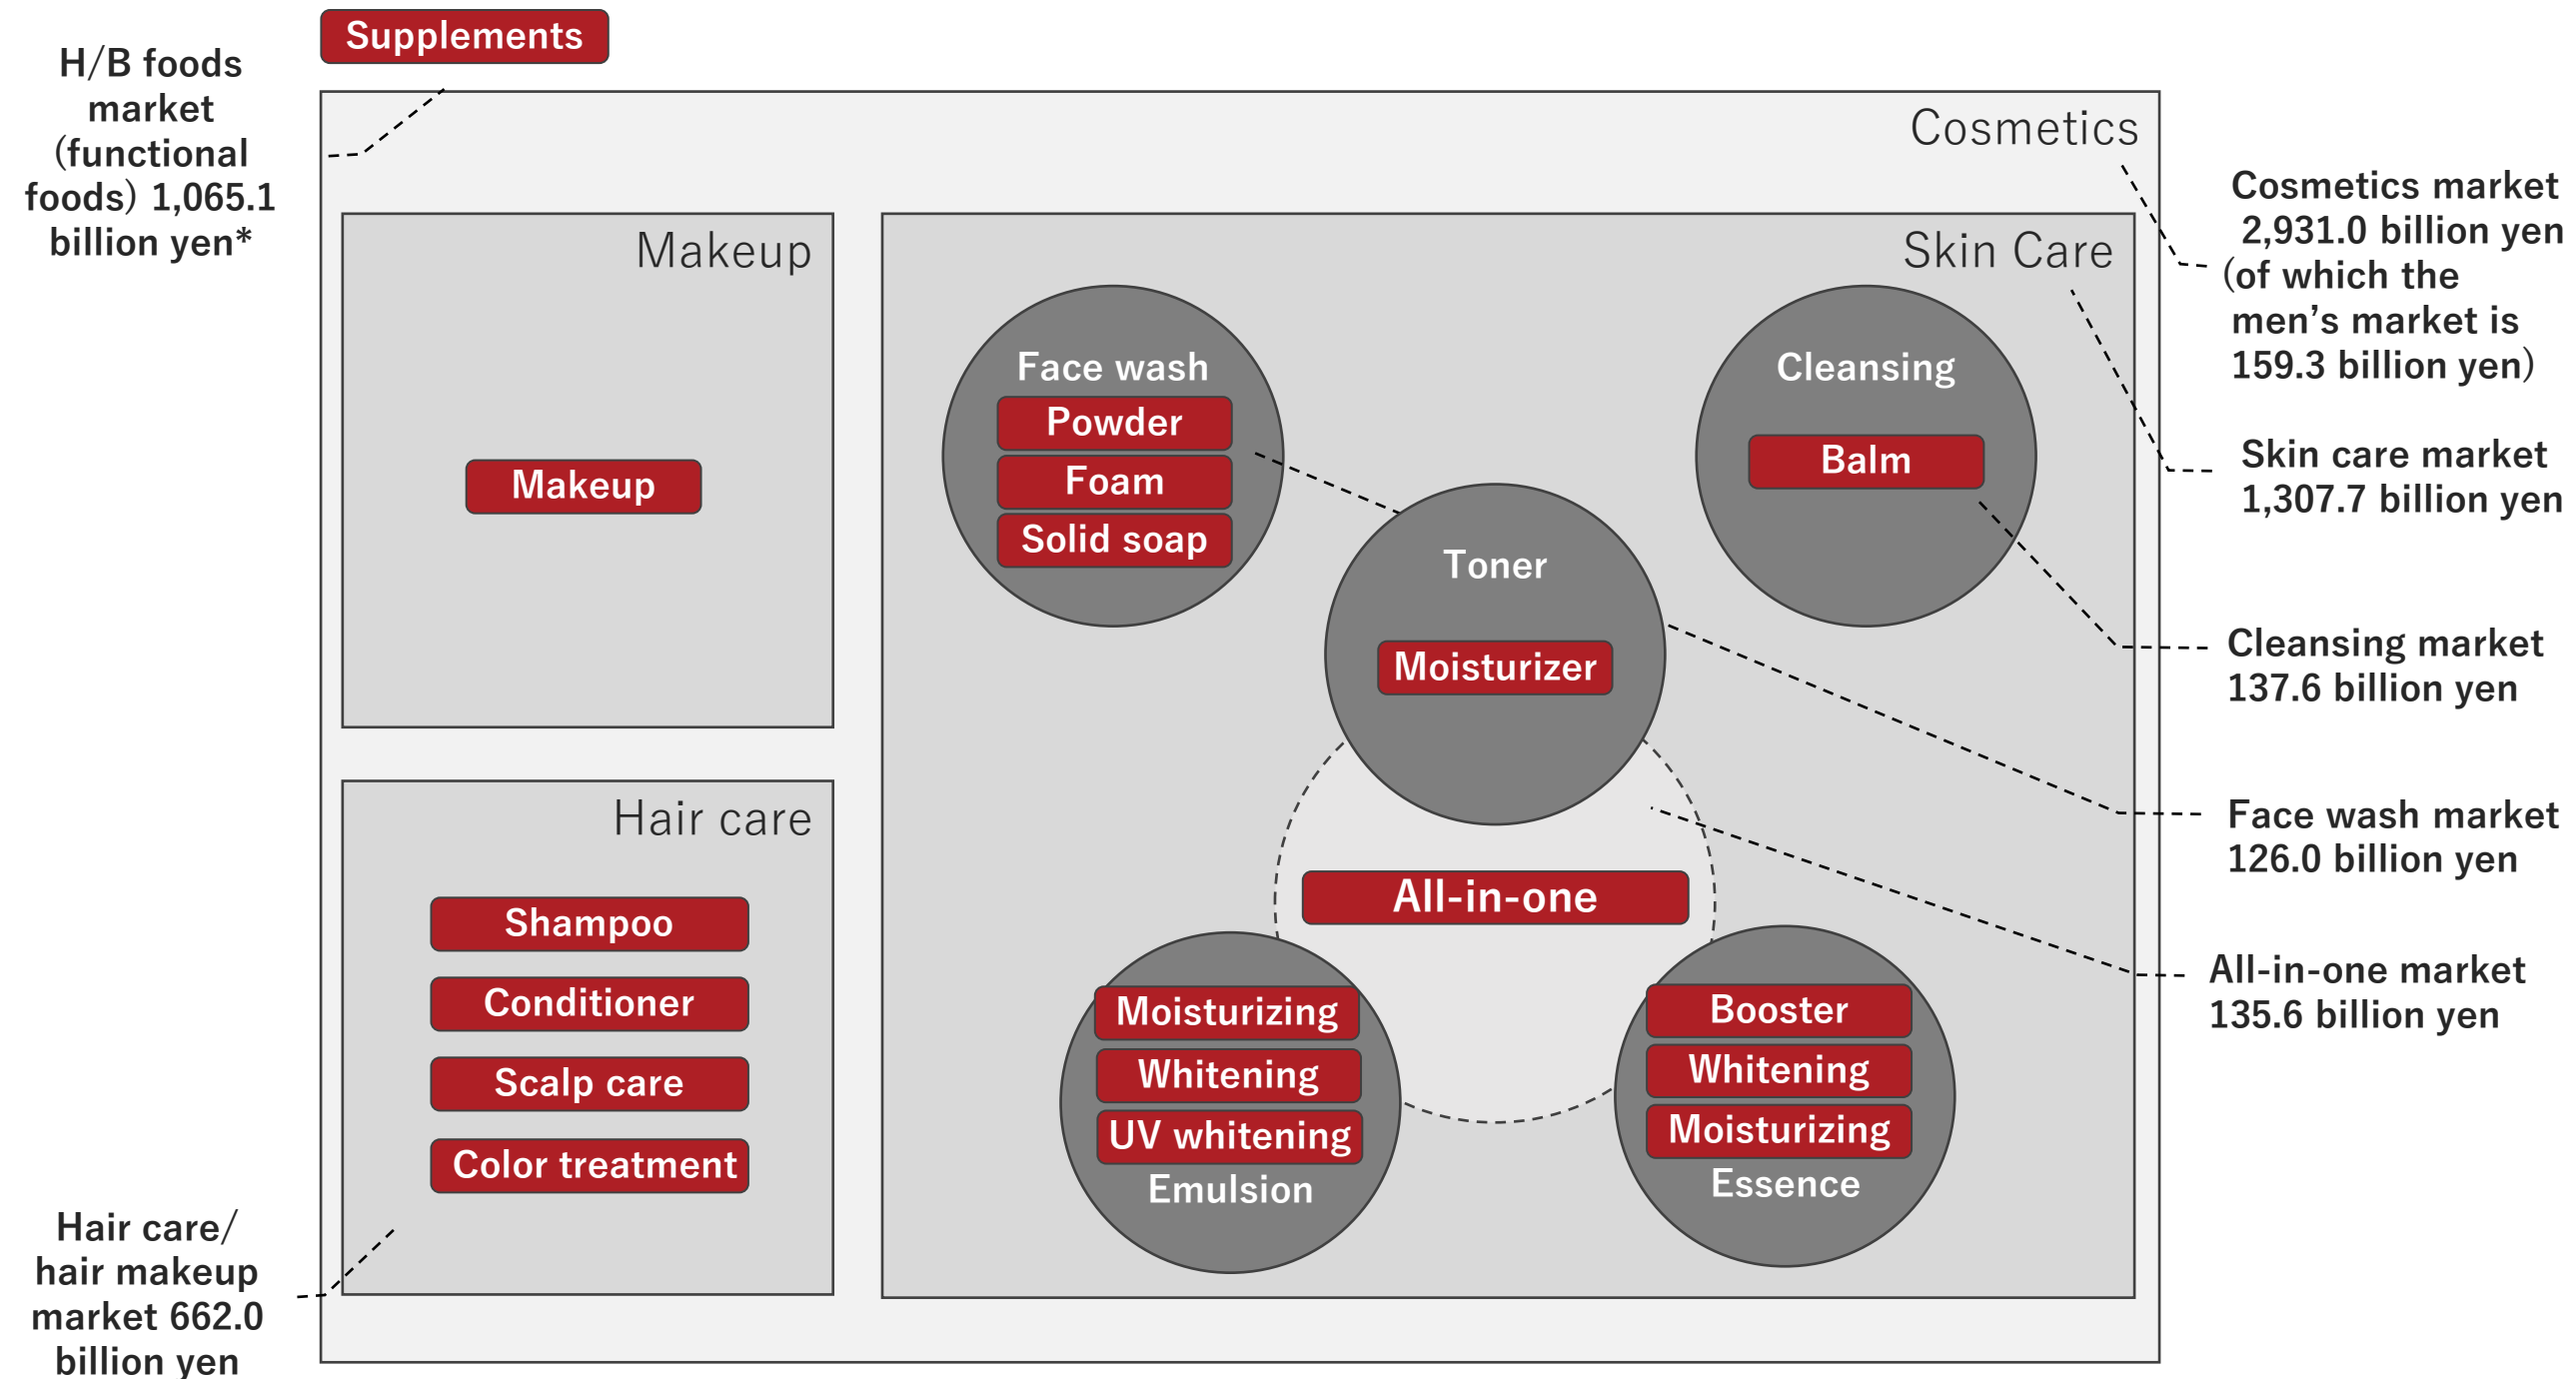 Supplements
H/B foods
market
(functional
foods) 1,065.1
billion yen*
Cosmetics
Cosmetics market
2,931.0 billion yen
(of which the
men’s market is
159.3 billion yen)
Makeup
Makeup
Skin Care
Skin care market
1,307.7 billion yen
Face wash
Powder
Foam
Solid soap
Cleansing
Balm
Toner
Moisturizer
Cleansing market
137.6 billion yen
Face wash market
126.0 billion yen
All-in-one
All-in-one market
135.6 billion yen
Hair care
Shampoo
Conditioner
Scalp care
Color treatment
Moisturizing
Whitening
UV whitening
Emulsion
Booster
Whitening
Moisturizing
Essence
Hair care/
hair makeup
market 662.0
billion yen